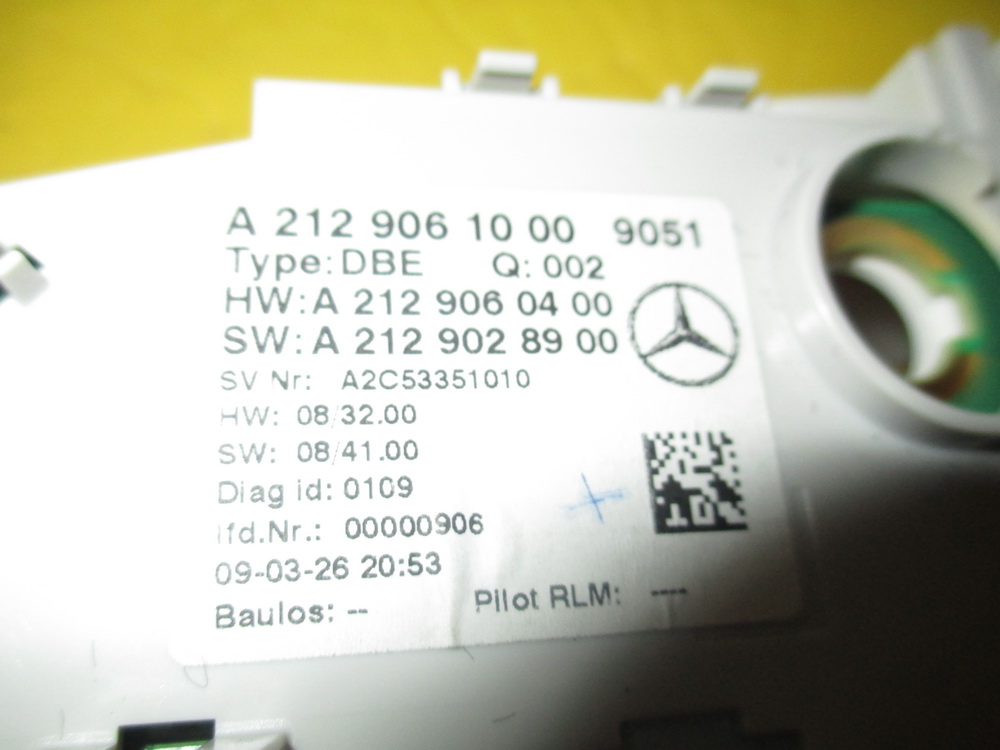 A 212 906 10 00 9051
Type: DBE Q: 002
HW: A 212 906 04 00
SW: A 212 902 89 00
SV Nr: A2C53351010
HW: 08/32.00
SW: 08/41.00
Diag id: 0109
lfd.Nr.: 00000906
09-03-26 20:53
Baulos: -- Pilot RLM: ----